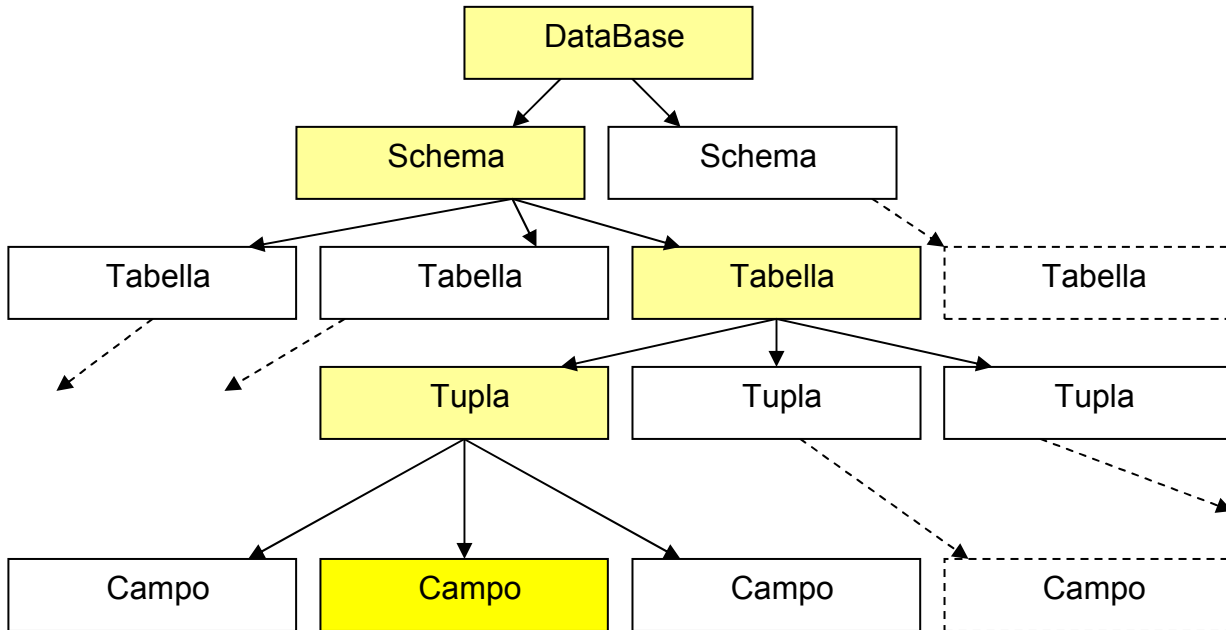 DataBase
Schema
Schema
Tabella
Tabella
Tabella
Tabella
Tupla
Tupla
Tupla
Campo
Campo
Campo
Campo